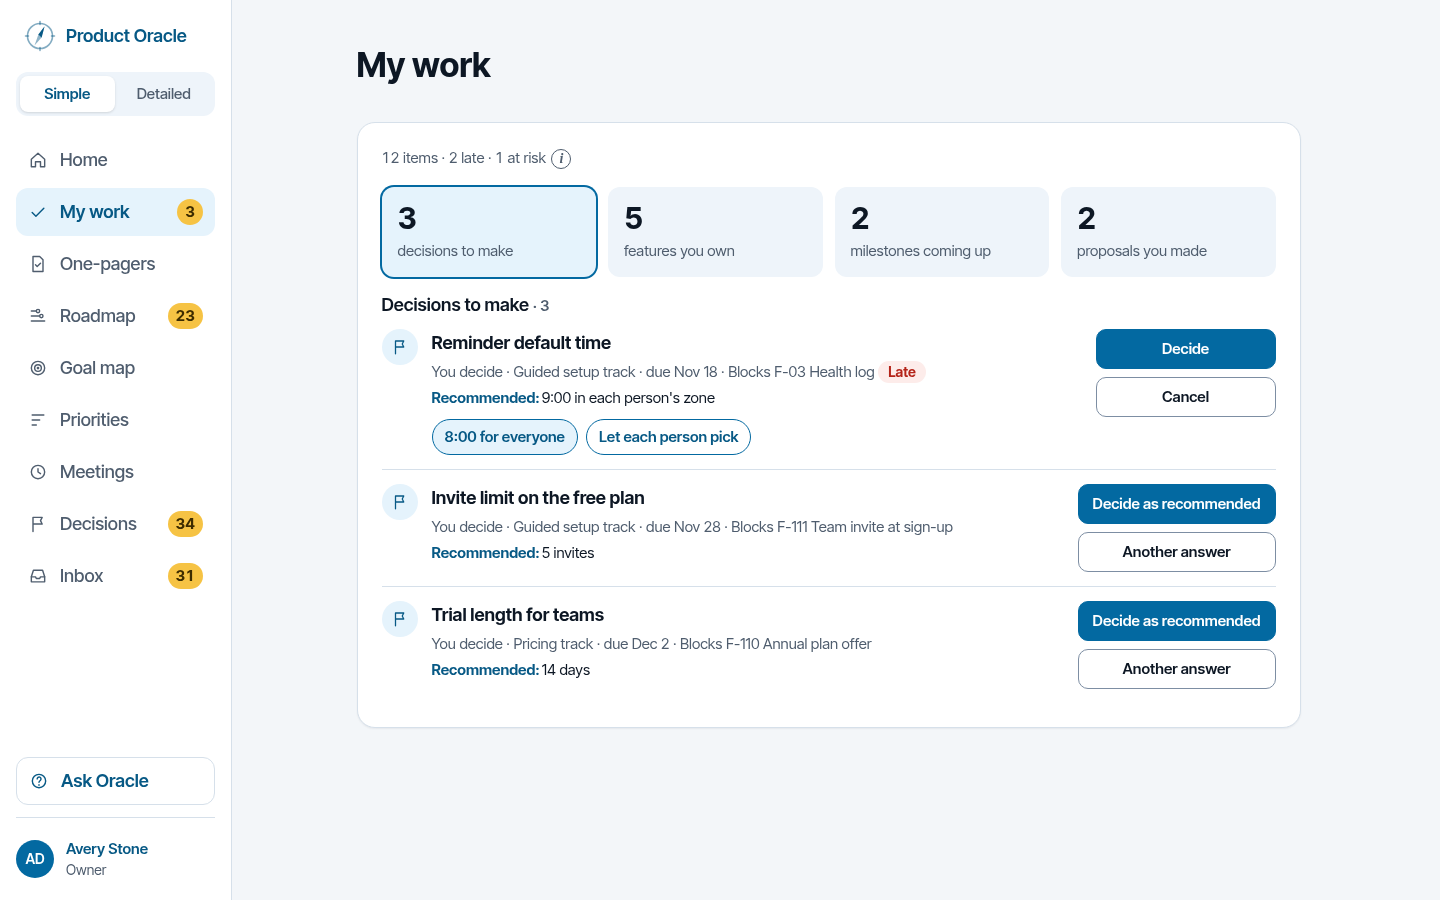 Product Oracle
Simple
Detailed
Home
My work 3
One-pagers
Roadmap 23
Goal map
Priorities
Meetings
Decisions 34
Inbox 31
Ask Oracle
AD
Avery Stone
Owner
My work
12 items · 2 late · 1 at risk i
3
decisions to make
5
features you own
2
milestones coming up
2
proposals you made
Decisions to make · 3
Reminder default time
You decide · Guided setup track · due Nov 18 · Blocks F-03 Health log Late
Recommended: 9:00 in each person's zone
8:00 for everyone
Let each person pick
Decide
Cancel
Invite limit on the free plan
You decide · Guided setup track · due Nov 28 · Blocks F-111 Team invite at sign-up
Recommended: 5 invites
Decide as recommended
Another answer
Trial length for teams
You decide · Pricing track · due Dec 2 · Blocks F-110 Annual plan offer
Recommended: 14 days
Decide as recommended
Another answer